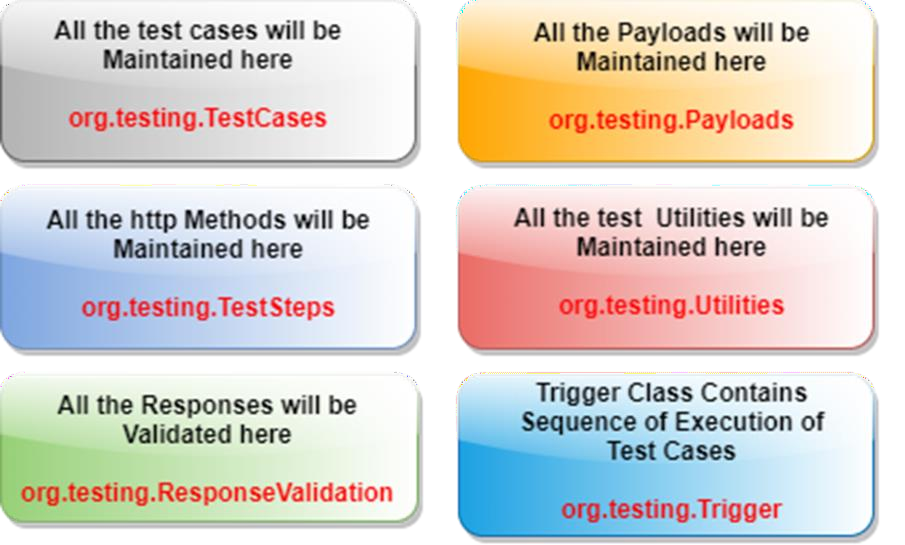 All the test cases will be
Maintained here
org.testing.TestCases
All the Payloads will be
Maintained here
org.testing.Payloads
All the http Methods will be
Maintained here
org.testing.TestSteps
All the test  Utilities will be
Maintained here
org.testing.Utilities
All the Responses will be
Validated here
org.testing.ResponseValidation
Trigger Class Contains
Sequence of Execution of
Test Cases
org.testing.Trigger